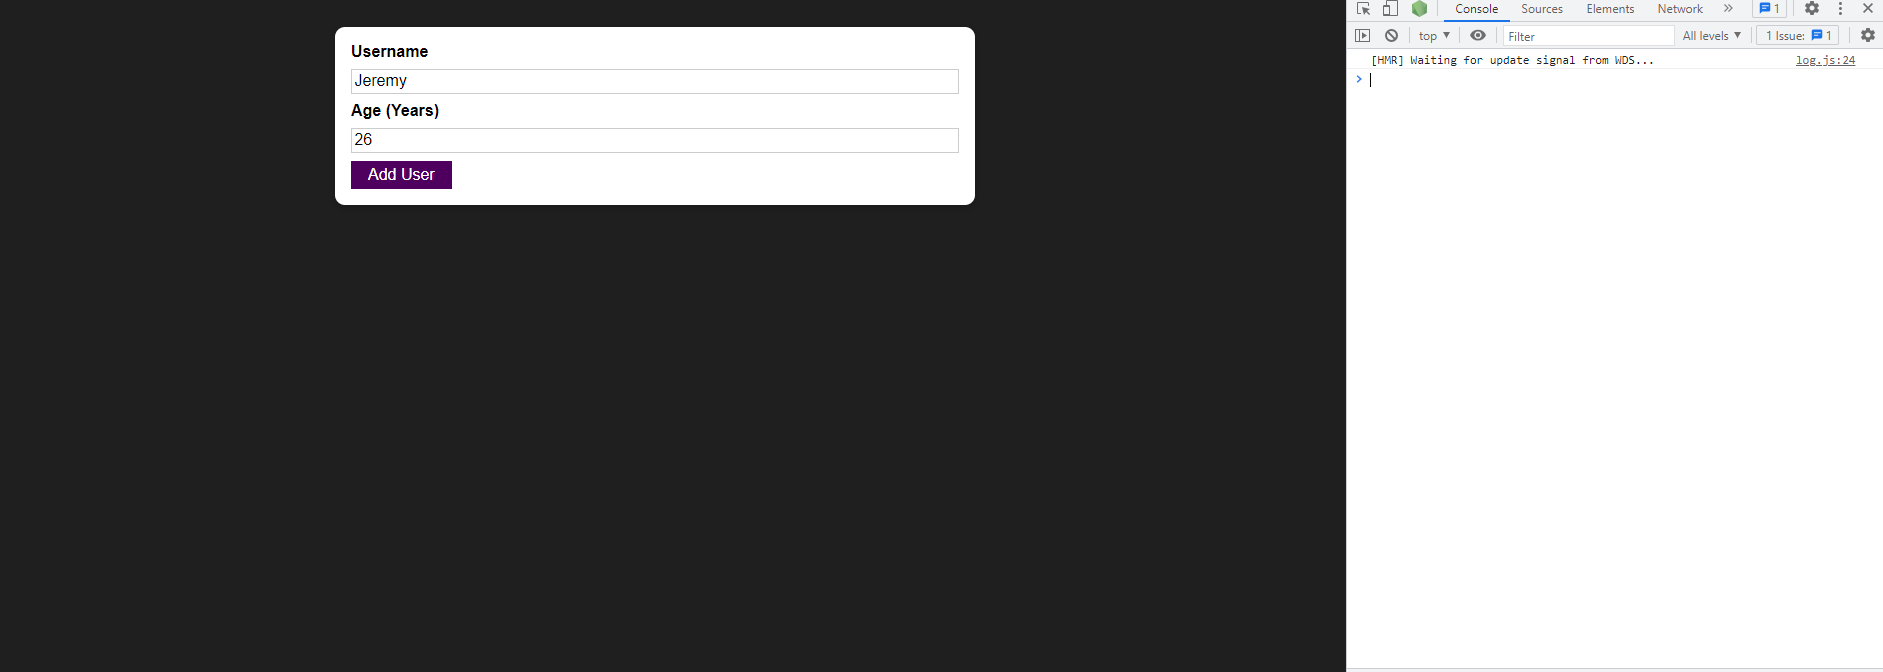 Username
Jeremy
Age (Years)
26
Add User
Console Sources Elements Network » 1
top ▼ Filter All levels ▼ 1 Issue: 1
[HMR] Waiting for update signal from WDS... log.js:24
>